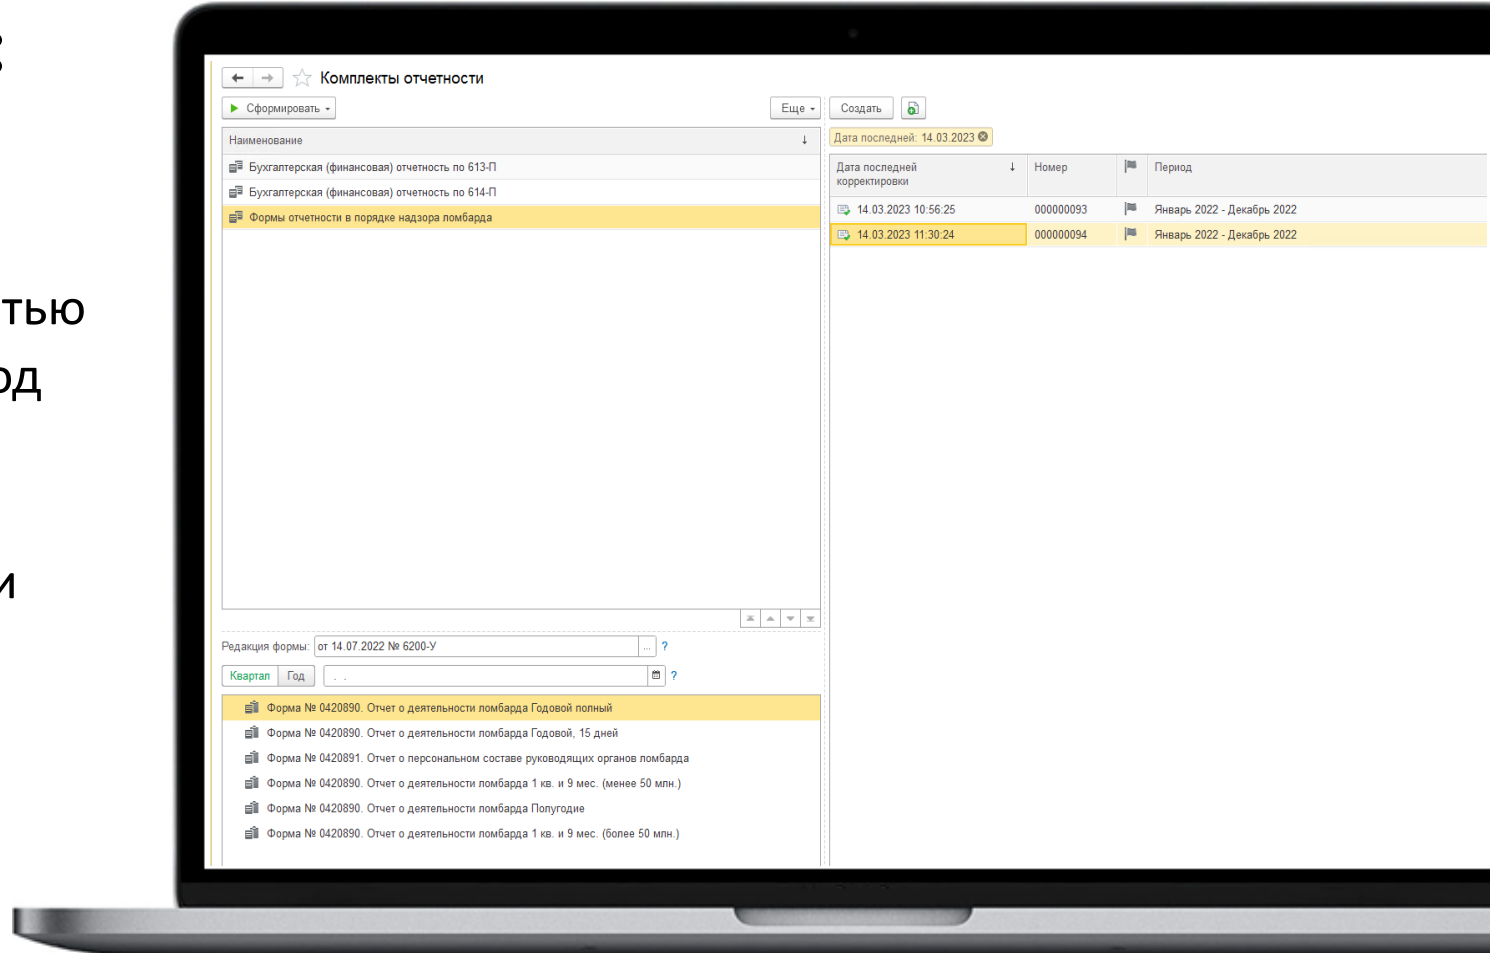 :
тью
од
и
Комплекты отчетности
Сформировать
Еще
Наименование
Бухгалтерская (финансовая) отчетность по 613-П
Бухгалтерская (финансовая) отчетность по 614-П
Формы отчетности в порядке надзора ломбарда
Редакция формы: от 14.07.2022 № 6200-У ... ?
Квартал Год . . ?
Форма № 0420890. Отчет о деятельности ломбарда Годовой полный
Форма № 0420890. Отчет о деятельности ломбарда Годовой, 15 дней
Форма № 0420891. Отчет о персональном составе руководящих органов ломбарда
Форма № 0420890. Отчет о деятельности ломбарда 1 кв. и 9 мес. (менее 50 млн.)
Форма № 0420890. Отчет о деятельности ломбарда Полугодие
Форма № 0420890. Отчет о деятельности ломбарда 1 кв. и 9 мес. (более 50 млн.)
Создать
Дата последней: 14.03.2023
Дата последней корректировки Номер Период
14.03.2023 10:56:25 000000093 Январь 2022 - Декабрь 2022
14.03.2023 11:30:24 000000094 Январь 2022 - Декабрь 2022